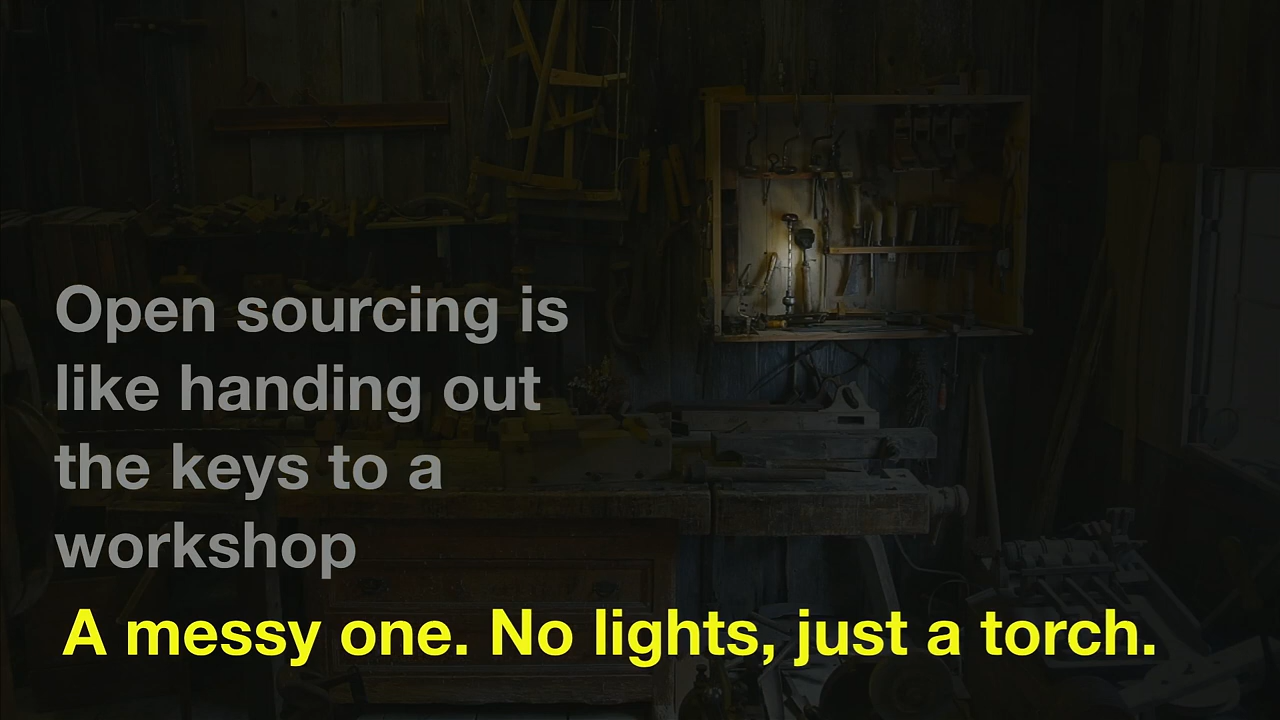 Open sourcing is
like handing out
the keys to a
workshop
A messy one. No lights, just a torch.